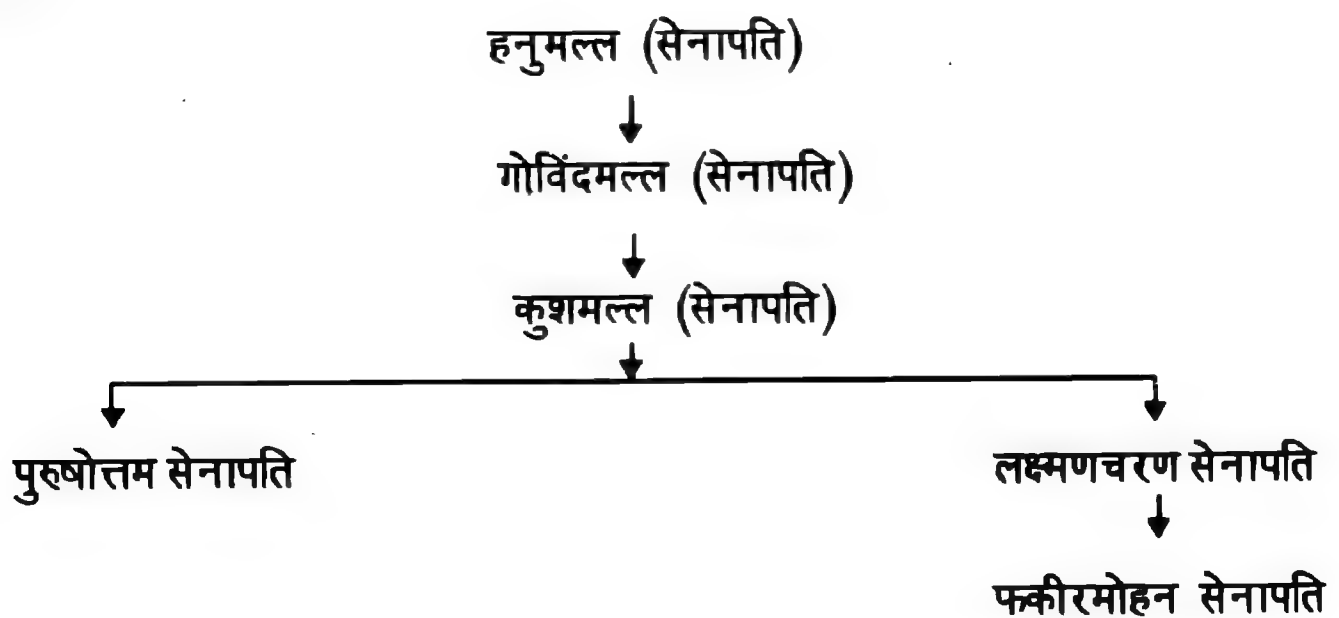 हनुमल्ल (सेनापति)
गोविंदमल्ल (सेनापति)
कुशमल्ल (सेनापति)
पुरुषोत्तम सेनापति
लक्ष्मणचरण सेनापति
फकीरमोहन सेनापति